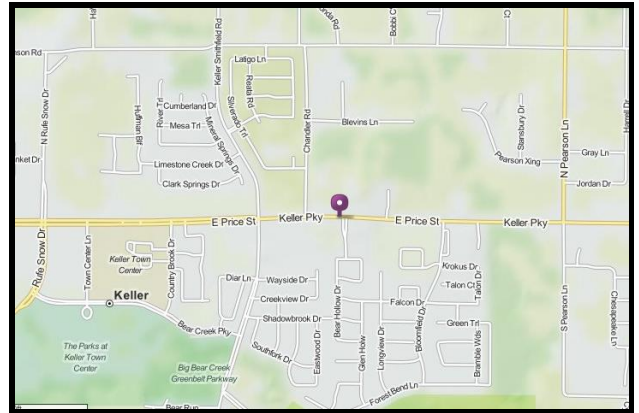 Keller Smithfield Rd
Latigo Ln
Reata Rd
N Rufe Snow Dr
Huffman Blf
River Trl
Cumberland Dr
Mesa Trl
Mineral Springs Dr
Silverado Trl
Chandler Rd
Blevins Ln
Stansbury Dr
N Pearson Ln
Gray Ln
Pearson Xing
Limestone Creek Dr
Clark Springs Dr
Jordan Dr
E Price St
Keller Pky
E Price St
Keller Pky
Rufe Snow Dr
Town Center Ln
Keller Town
Center
Country Brook Dr
Keller
Diar Ln
Wayside Dr
Creekview Dr
Shadowbrook Dr
Bear Hollow Dr
Krokus Dr
Talon Ct
Talon Dr
Falcon Dr
Bear Creek Pky
Southfork Dr
Eastwood Dr
Glen Holw
Longview Dr
Bloomfield Dr
Green Trl
Bramble Wds
S Pearson Ln
Chesapeake Ln
The Parks at
Keller Town
Center
Big Bear Creek
Greenbelt Parkway
Forest Bend Ln
Bear Run